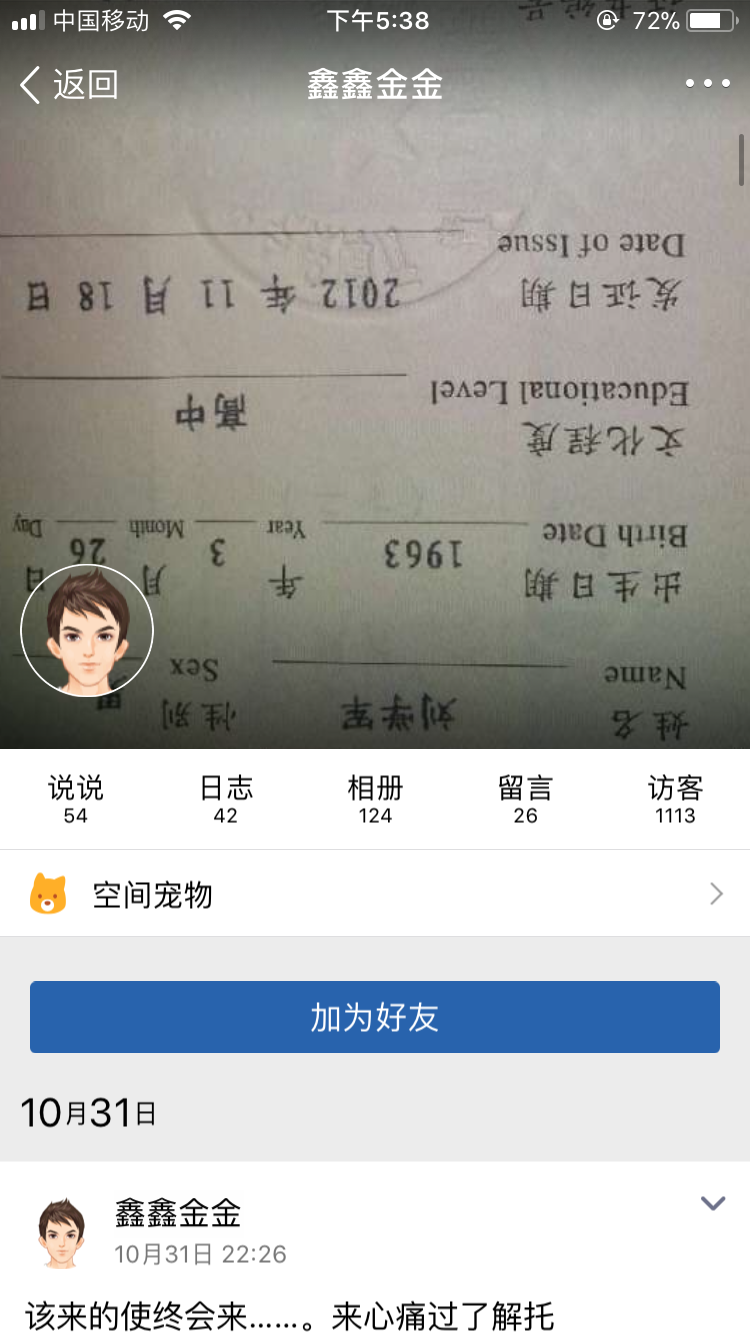 中国移动 下午5:38 72%
返回 鑫鑫金金
Date of Issue
发证日期 2012 年 11 月 18 日
Educational Level
文化程度 高中
Birth Date Year Month Day
出生日期 1963 年 3 月 26 日
Name Sex
姓名 刘学军 性别 男
说说 日志 相册 留言 访客
54 42 124 26 1113
空间宠物
加为好友
10月31日
鑫鑫金金
10月31日 22:26
该来的使终会来……。来心痛过了解托